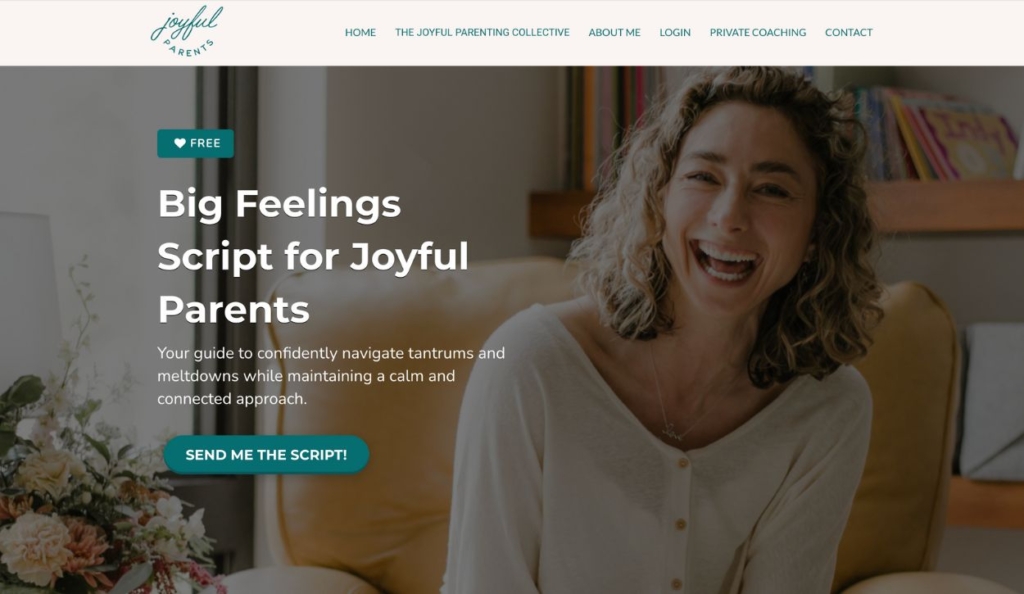 joyful
PARENTS
HOME THE JOYFUL PARENTING COLLECTIVE ABOUT ME LOGIN PRIVATE COACHING CONTACT
FREE
Big Feelings
Script for Joyful
Parents
Your guide to confidently navigate tantrums and
meltdowns while maintaining a calm and
connected approach.
SEND ME THE SCRIPT!